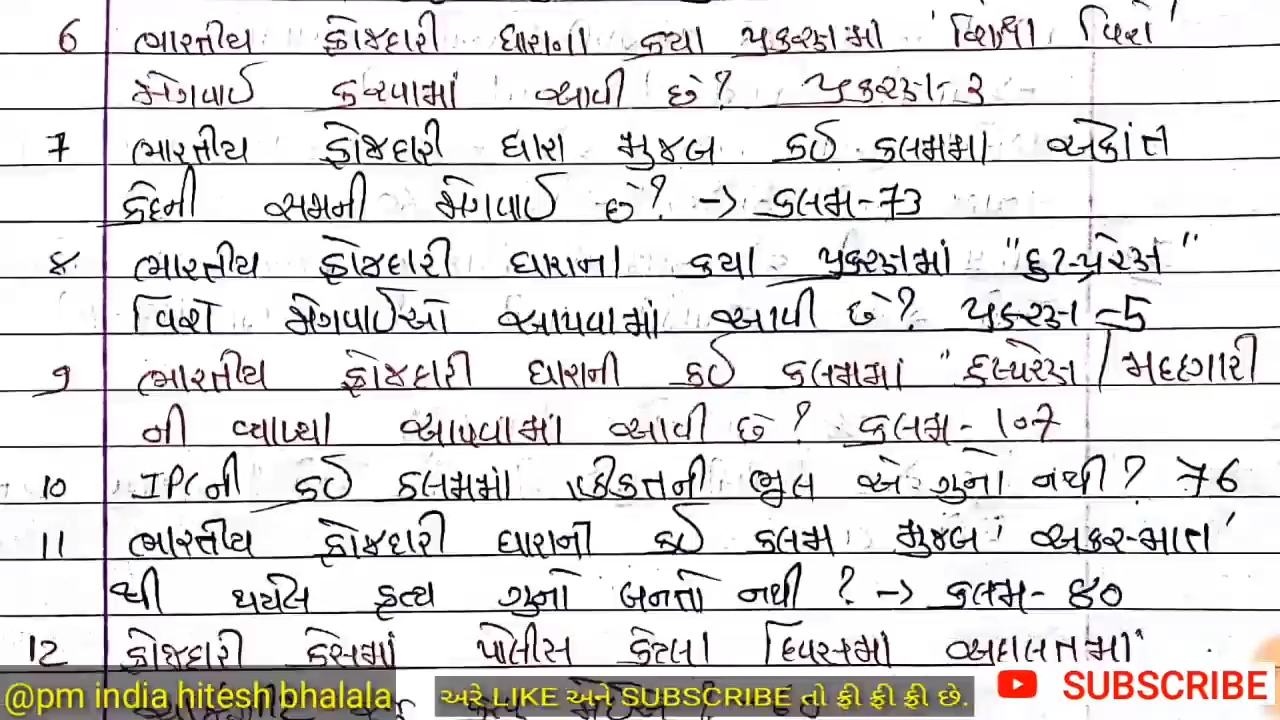 6 ભારતીય ફોજદારી ધારાના કયા પ્રકરણમાં 'શિક્ષા વિશે'
જોગવાઈ કરવામાં આવી છે? પ્રકરણ-3
7 ભારતીય ફોજદારી ધારા મુજબ કઈ કલમમાં એકાંત
કેદની સમની જોગવાઈ છે? → કલમ-73
8. ભારતીય ફોજદારી ધારાના કયા પ્રકરણમાં "દુષ્પ્રેરણ"
વિશે જોગવાઈઓ આપવામાં આવી છે? પ્રકરણ -5
9 ભારતીય ફોજદારી ધારાની કઈ કલમમાં " / મદદગારી
ની વ્યાખ્યા આપવામાં આવી છે? કલમ- 107
10 IPCની કઈ કલમમાં હકીકતની ભુલ એ ગુનો નથી? 76
11 ભારતીય ફોજદારી ધારાની કઈ કલમ મુજબ 'અકસ્માત'
થી થયેલ કૃત્ય ગુનો બનતો નથી? → કલમ- 80
12 ફોજદારી કેસમાં પોલીસ કેટલા દિવસમાં અદાલતમાં
@pm india hitesh bhalala
અરે LIKE અને SUBSCRIBE તો ફ્રી ફ્રી ફ્રી છે.
SUBSCRIBE